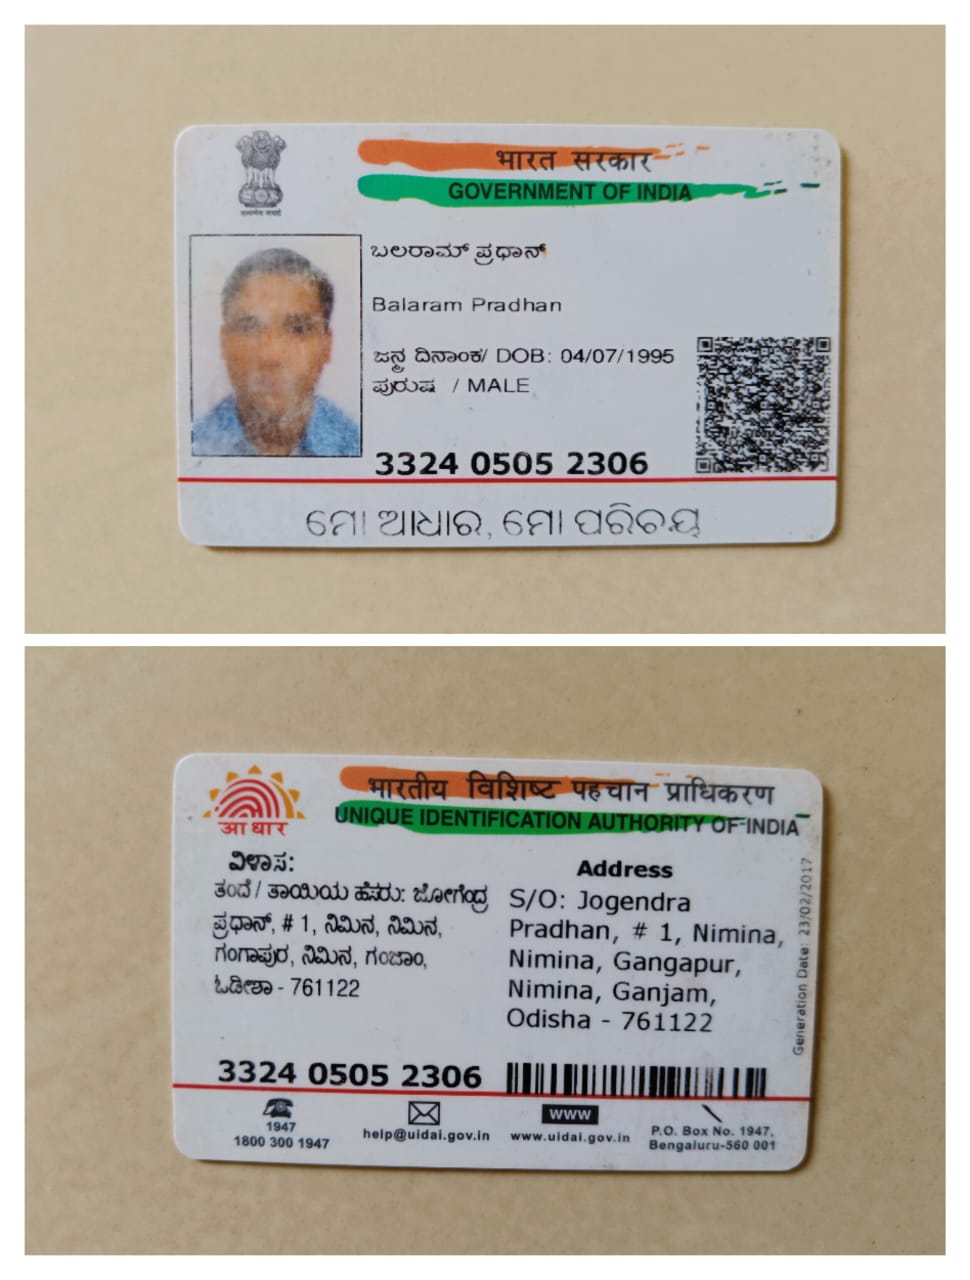 सत्यमेव जयते
भारत सरकार
GOVERNMENT OF INDIA
ಬಲರಾಮ್ ಪ್ರಧಾನ್
Balaram Pradhan
ಜನ್ಮ ದಿನಾಂಕ/ DOB: 04/07/1995
ಪುರುಷ / MALE
3324 0505 2306
ମୋ ଆଧାର, ମୋ ପରିଚୟ
आधार
भारतीय विशिष्ट पहचान प्राधिकरण
UNIQUE IDENTIFICATION AUTHORITY OF INDIA
ವಿಳಾಸ:
ತಂದೆ / ತಾಯಿಯ ಹೆಸರು: ಜೋಗೇಂದ್ರ
ಪ್ರಧಾನ್, # 1, ನಿಮಿನ, ನಿಮಿನ,
ಗಂಗಾಪುರ, ನಿಮಿನ, ಗಂಜಾಂ,
ಓಡಿಶಾ - 761122
Address
S/O: Jogendra
Pradhan, # 1, Nimina,
Nimina, Gangapur,
Nimina, Ganjam,
Odisha - 761122
Generation Date: 23/02/2017
3324 0505 2306
1947
1800 300 1947
help@uidai.gov.in
www
www.uidai.gov.in
P.O. Box No. 1947,
Bengaluru-560 001